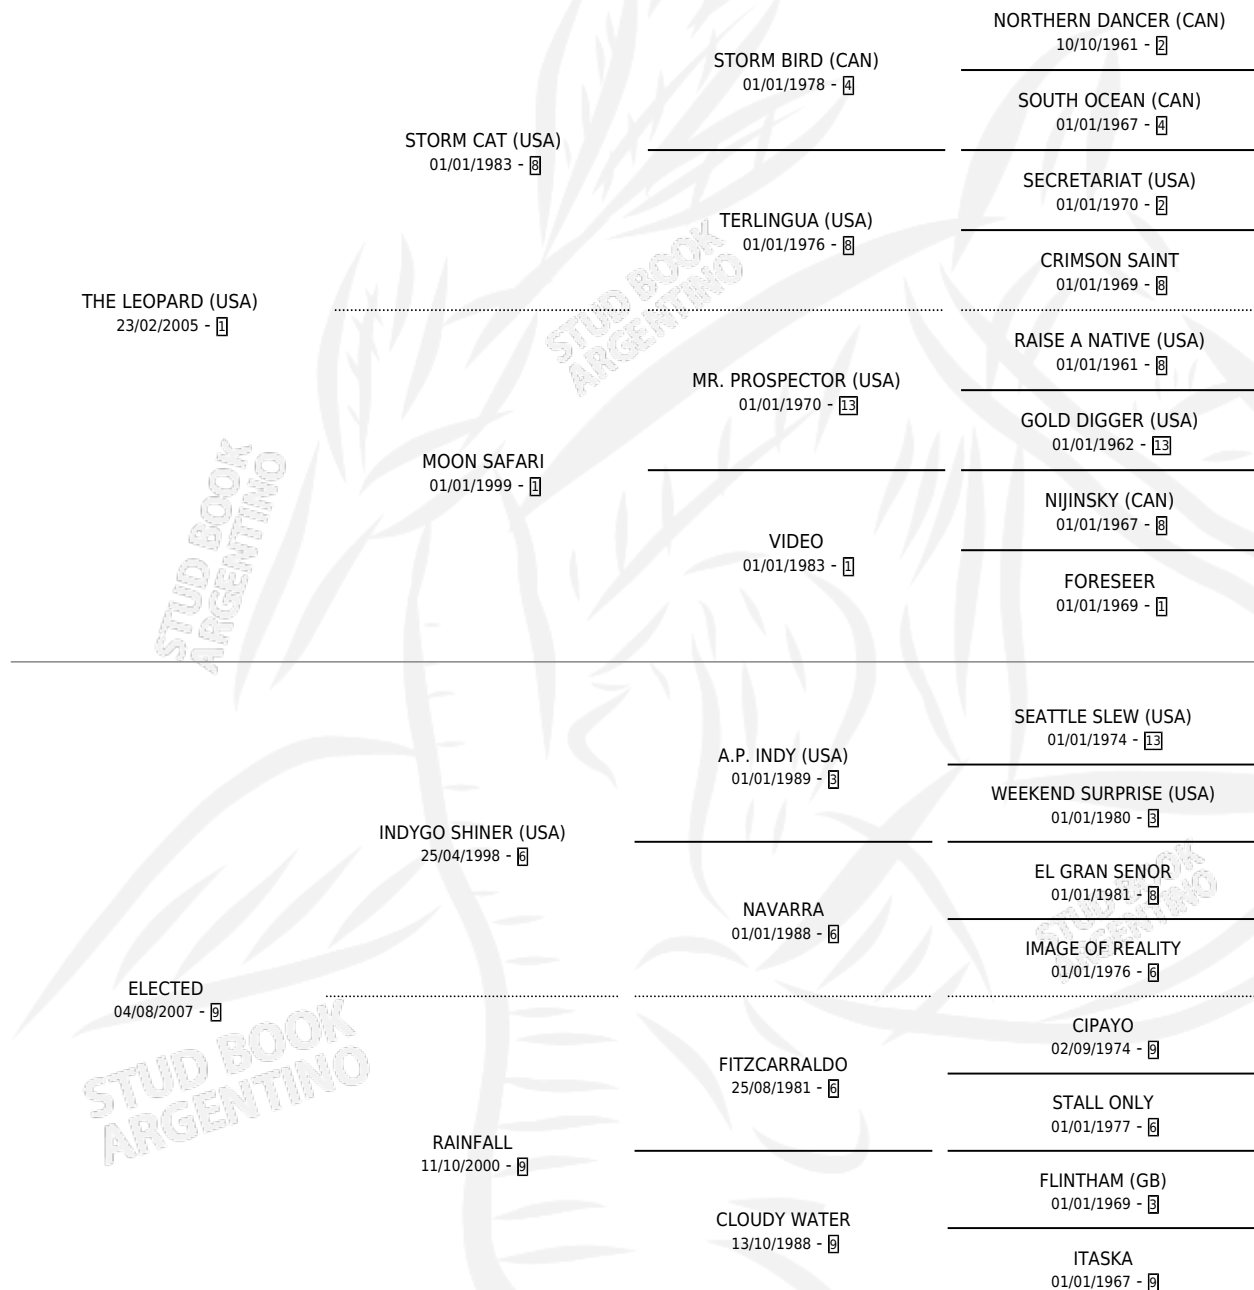 NORTHERN DANCER (CAN)
10/10/1961 - 2
STORM BIRD (CAN)
01/01/1978 - 4
SOUTH OCEAN (CAN)
01/01/1967 - 4
STORM CAT (USA)
01/01/1983 - 8
SECRETARIAT (USA)
01/01/1970 - 2
TERLINGUA (USA)
01/01/1976 - 8
CRIMSON SAINT
01/01/1969 - 8
THE LEOPARD (USA)
23/02/2005 - 1
STUD BOOK
ARGENTINO
RAISE A NATIVE (USA)
01/01/1961 - 8
MR. PROSPECTOR (USA)
01/01/1970 - 13
GOLD DIGGER (USA)
01/01/1962 - 13
MOON SAFARI
01/01/1999 - 1
NIJINSKY (CAN)
01/01/1967 - 8
VIDEO
01/01/1983 - 1
FORESEER
01/01/1969 - 1
STUD BOOK
ARGENTINO
SEATTLE SLEW (USA)
01/01/1974 - 13
A.P. INDY (USA)
01/01/1989 - 3
WEEKEND SURPRISE (USA)
01/01/1980 - 3
INDYGO SHINER (USA)
25/04/1998 - 6
EL GRAN SENOR
01/01/1981 - 8
NAVARRA
01/01/1988 - 6
STUD BOOK
ARGENTINO
IMAGE OF REALITY
01/01/1976 - 6
ELECTED
04/08/2007 - 9
CIPAYO
02/09/1974 - 9
FITZCARRALDO
25/08/1981 - 6
STUD BOOK
ARGENTINO
STALL ONLY
01/01/1977 - 6
RAINFALL
11/10/2000 - 9
FLINTHAM (GB)
01/01/1969 - 3
CLOUDY WATER
13/10/1988 - 9
ITASKA
01/01/1967 - 9